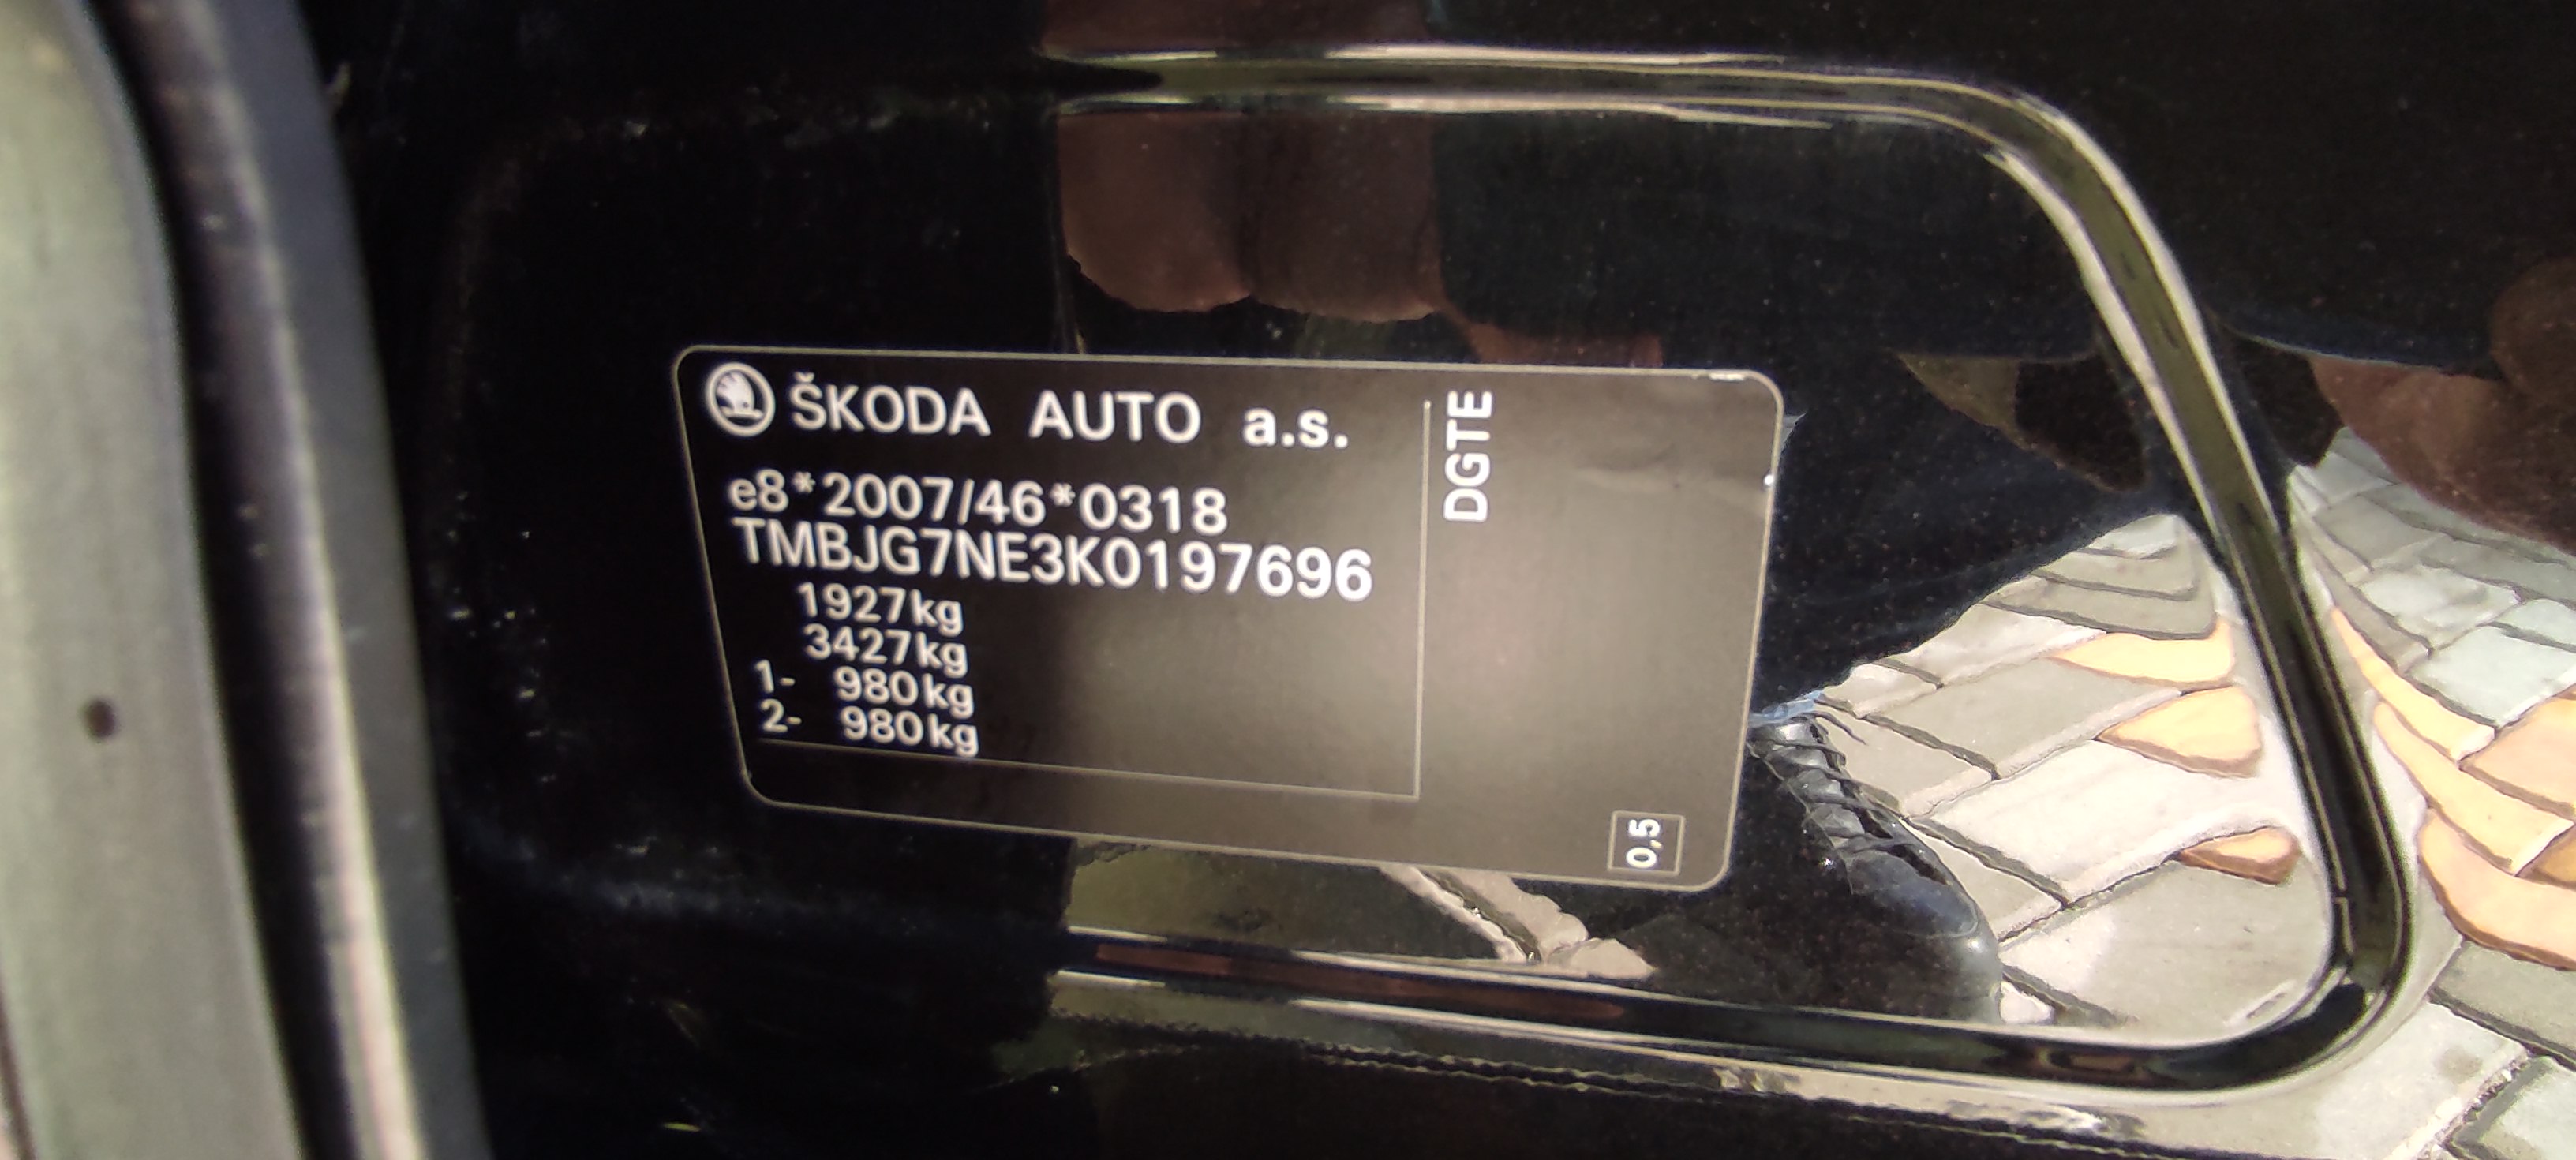 ŠKODA AUTO a.s.
e8*2007/46*0318
TMBJG7NE3K0197696
1927kg
3427kg
1- 980kg
2- 980kg
DGTE
0,5